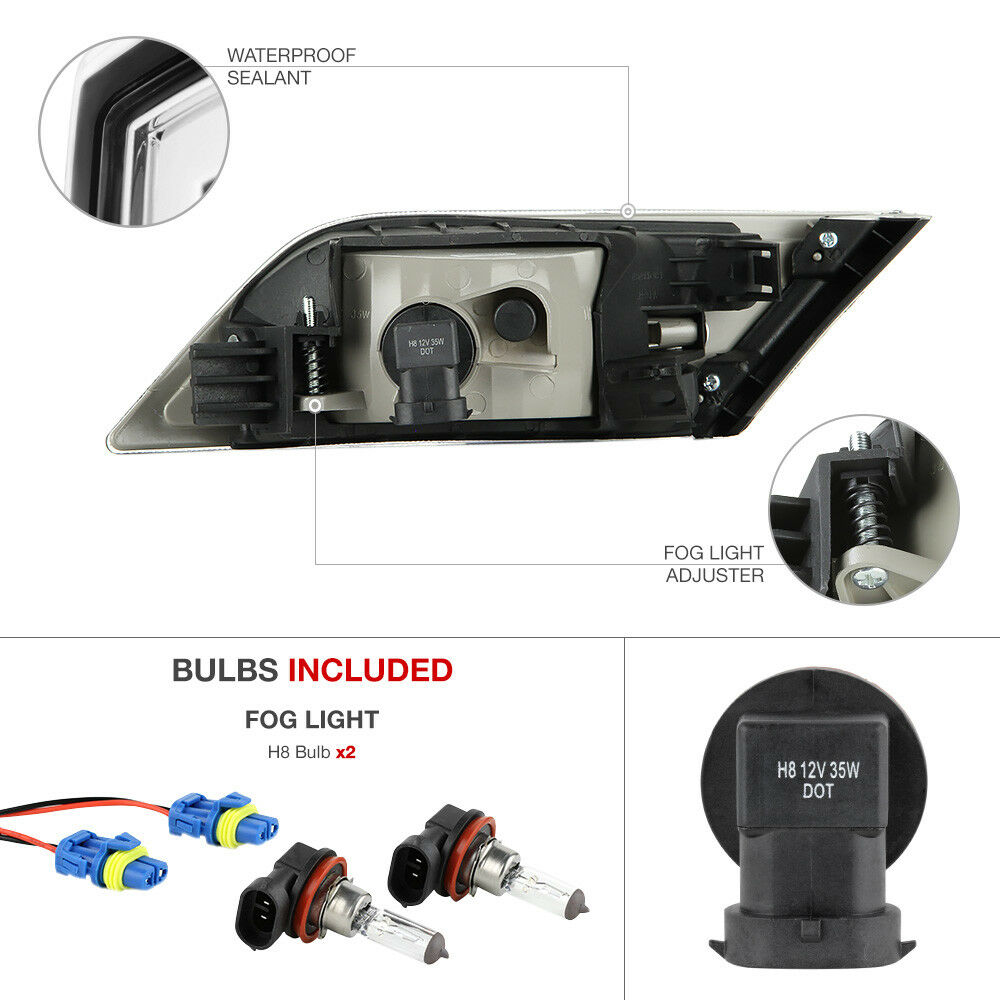 WATERPROOF
SEALANT
J5W
H8 12V 35W
DOT
FOG LIGHT
ADJUSTER
BULBS INCLUDED
FOG LIGHT
H8 Bulb x2
H8 12V 35W
DOT